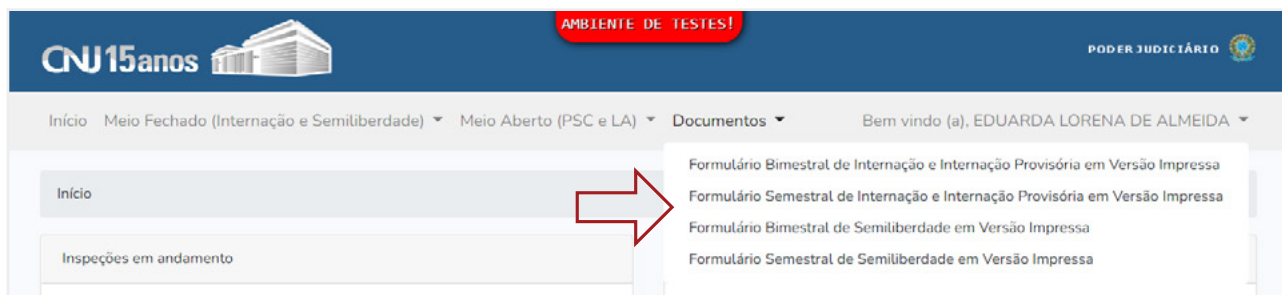 AMBIENTE DE TESTES!
CNJ 15anos
PODER JUDICIÁRIO
Início Meio Fechado (Internação e Semiliberdade) Meio Aberto (PSC e LA) Documentos Bem vindo (a), EDUARDA LORENA DE ALMEIDA
Formulário Bimestral de Internação e Internação Provisória em Versão Impressa
Início
Formulário Semestral de Internação e Internação Provisória em Versão Impressa
Formulário Bimestral de Semiliberdade em Versão Impressa
Inspeções em andamento
Formulário Semestral de Semiliberdade em Versão Impressa